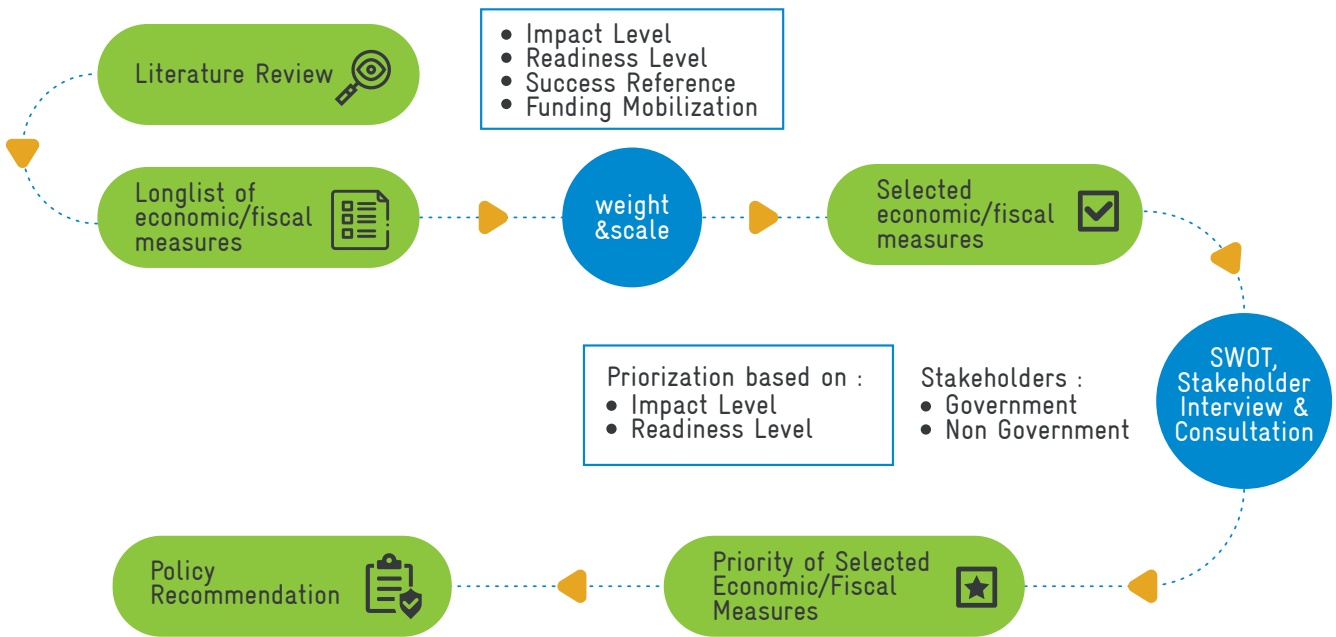 Literature Review
• Impact Level
• Readiness Level
• Success Reference
• Funding Mobilization
Longlist of
economic/fiscal
measures
weight
&scale
Selected
economic/fiscal
measures
SWOT,
Stakeholder
Interview &
Consultation
Priorization based on :
• Impact Level
• Readiness Level
Stakeholders :
• Government
• Non Government
Priority of Selected
Economic/Fiscal
Measures
Policy
Recommendation